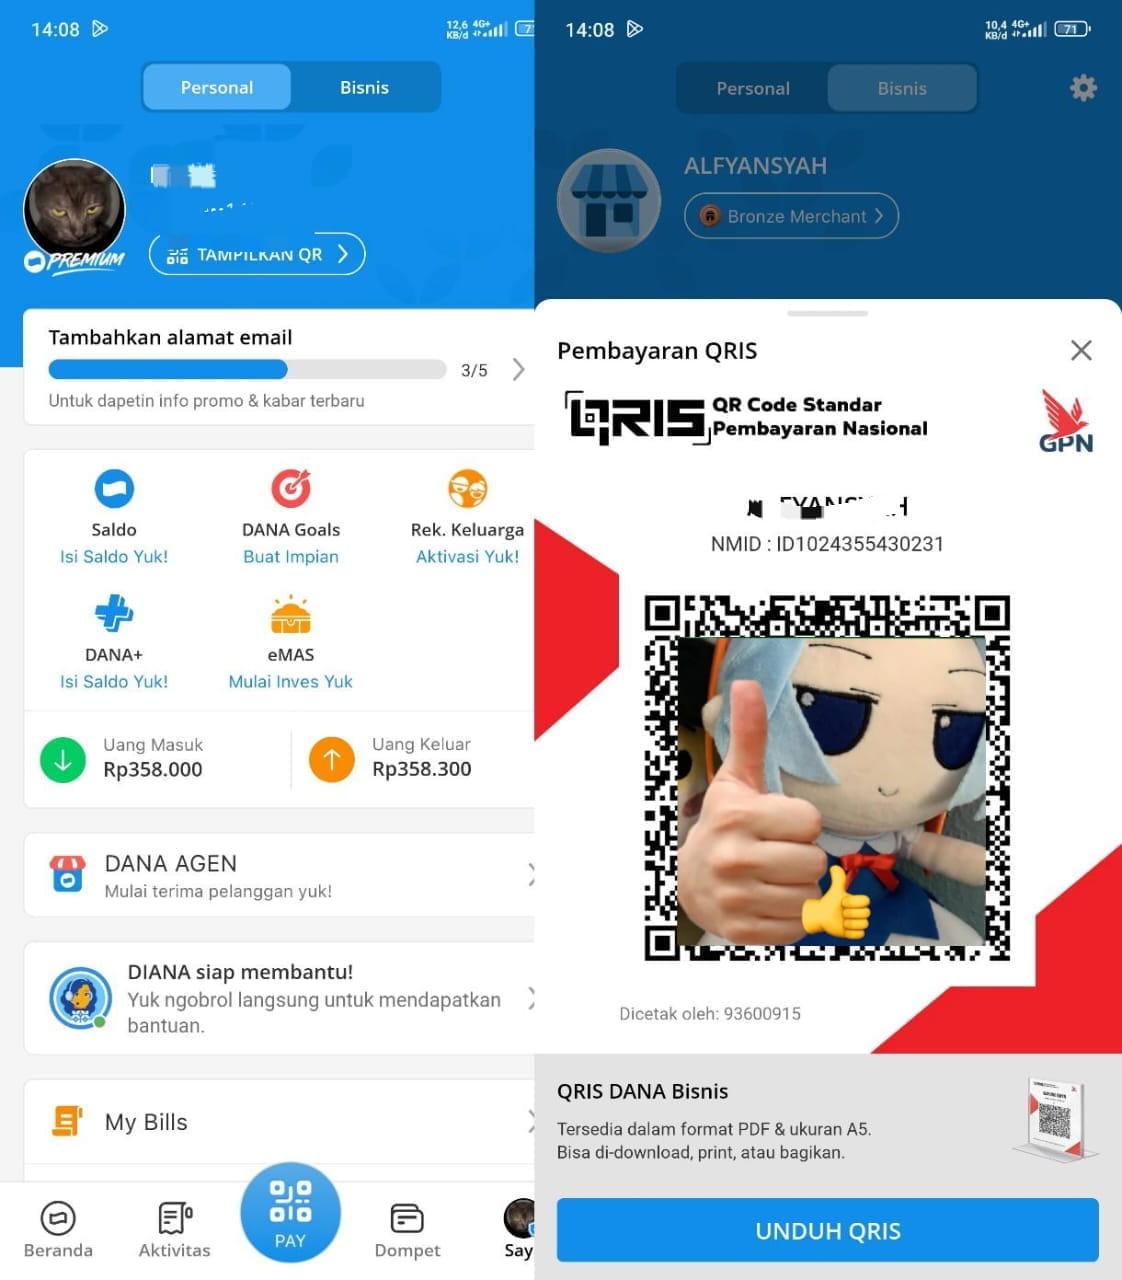 14:08
12,6 KB/d 4G+
Personal
Bisnis
PREMIUM
TAMPILKAN QR
Tambahkan alamat email
3/5
Untuk dapetin info promo & kabar terbaru
Saldo
Isi Saldo Yuk!
DANA Goals
Buat Impian
Rek. Keluarga
Aktivasi Yuk!
DANA+
Isi Saldo Yuk!
eMAS
Mulai Inves Yuk
Uang Masuk
Rp358.000
Uang Keluar
Rp358.300
DANA AGEN
Mulai terima pelanggan yuk!
DIANA siap membantu!
Yuk ngobrol langsung untuk mendapatkan
bantuan.
My Bills
Beranda
Aktivitas
PAY
Dompet
Say
14:08
10,4 KB/d 4G+ 71
Personal
Bisnis
ALFYANSYAH
Bronze Merchant
Pembayaran QRIS
QRIS
QR Code Standar
Pembayaran Nasional
GPN
NMID : ID1024355430231
Dicetak oleh: 93600915
QRIS DANA Bisnis
Tersedia dalam format PDF & ukuran A5.
Bisa di-download, print, atau bagikan.
UNDUH QRIS